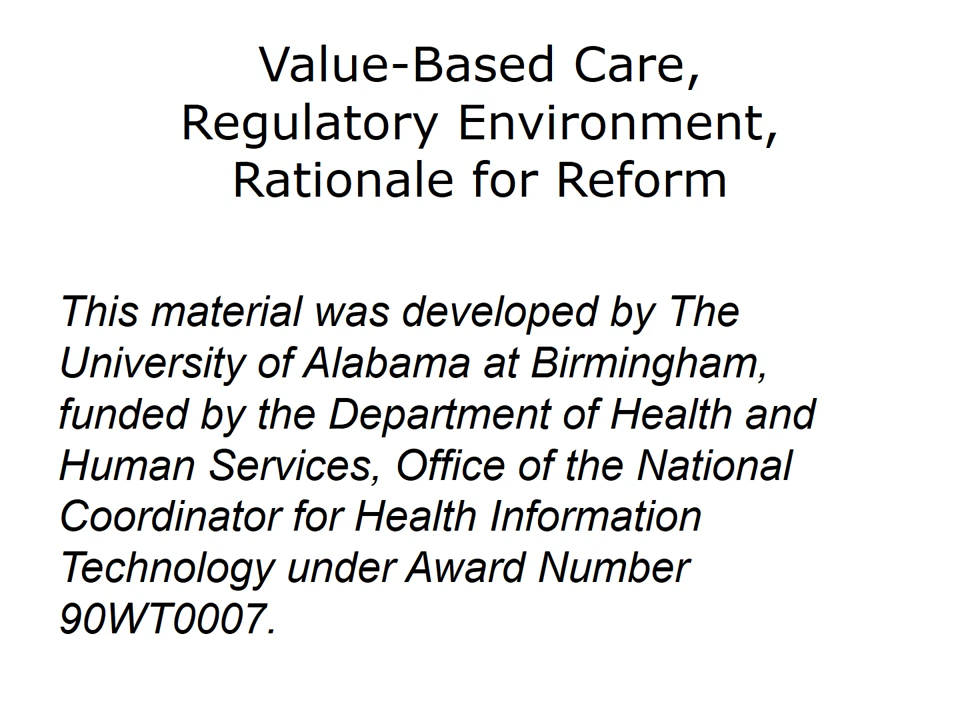 Value-Based Care,
Regulatory Environment,
Rationale for Reform
This material was developed by The
University of Alabama at Birmingham,
funded by the Department of Health and
Human Services, Office of the National
Coordinator for Health Information
Technology under Award Number
90WT0007.